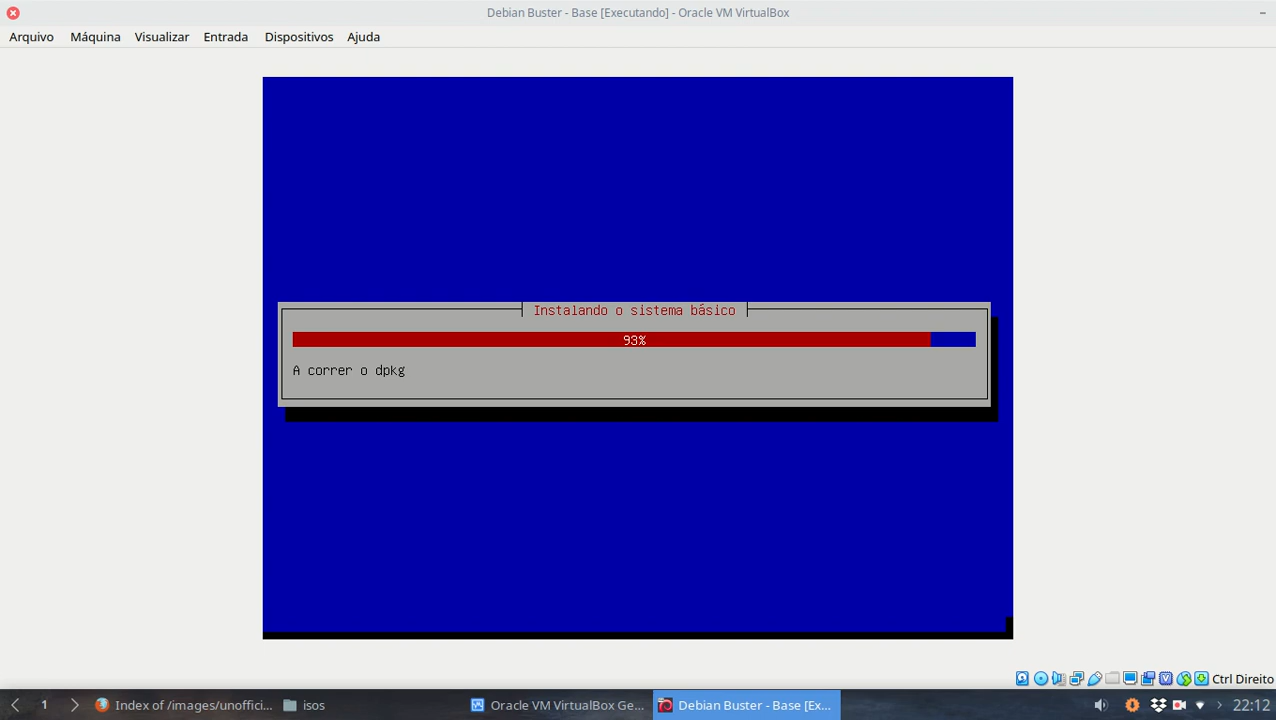 Debian Buster - Base [Executando] - Oracle VM VirtualBox
Arquivo Máquina Visualizar Entrada Dispositivos Ajuda
Instalando o sistema básico
93%
A correr o dpkg
Ctrl Direito
1 Index of /images/unoffici... isos Oracle VM VirtualBox Ge... Debian Buster - Base [Ex... 22:12